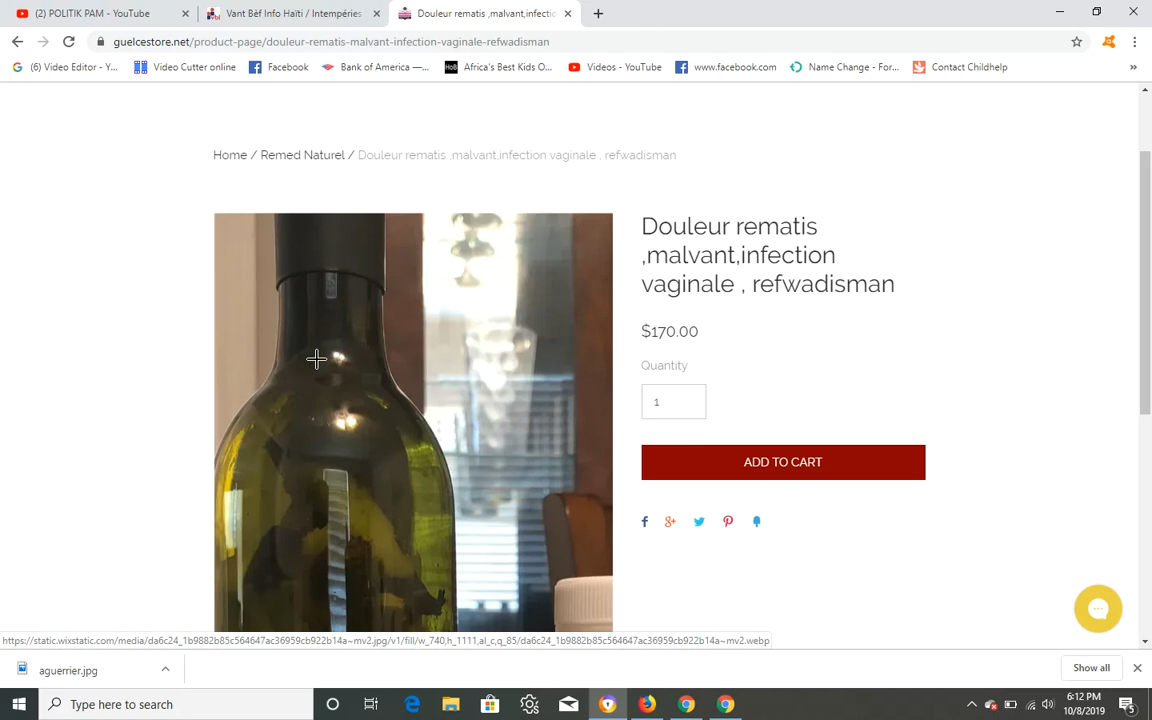 (2) POLITIK PAM - YouTube
Vant Bèf Info Haïti / Intempéries
Douleur rematis ,malvant,infectio
guelcestore.net/product-page/douleur-rematis-malvant-infection-vaginale-refwadisman
(6) Video Editor - Y...
Video Cutter online
Facebook
Bank of America —...
Africa's Best Kids O...
Videos - YouTube
www.facebook.com
Name Change - For...
Contact Childhelp
»
Home / Remed Naturel / Douleur rematis ,malvant,infection vaginale , refwadisman
Douleur rematis
,malvant,infection
vaginale , refwadisman
$170.00
Quantity
1
ADD TO CART
https://static.wixstatic.com/media/da6c24_1b9882b85c564647ac36959cb922b14a~mv2.jpg/v1/fill/w_740,h_1111,al_c,q_85/da6c24_1b9882b85c564647ac36959cb922b14a~mv2.webp
aguerrier.jpg
Show all
Type here to search
6:12 PM
10/8/2019
5